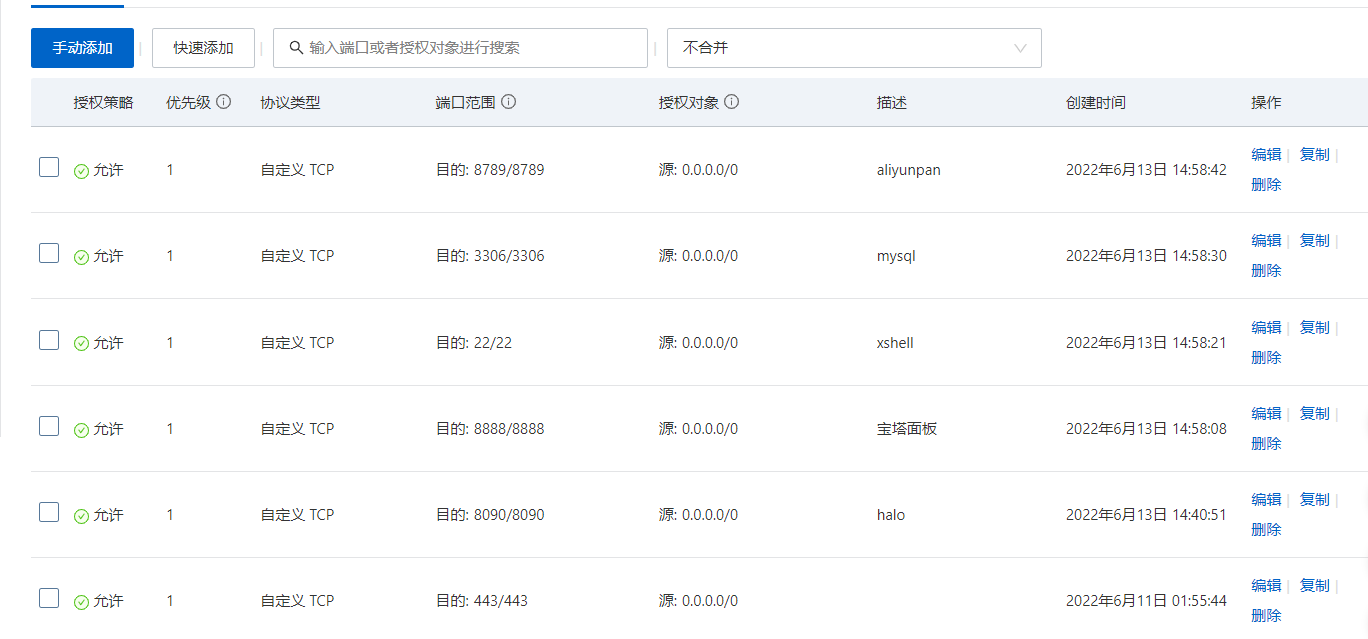 手动添加 快速添加 输入端口或者授权对象进行搜索 不合并
授权策略 优先级 协议类型 端口范围 授权对象 描述 创建时间 操作
允许 1 自定义 TCP 目的: 8789/8789 源: 0.0.0.0/0 aliyunpan 2022年6月13日 14:58:42 编辑 | 复制 |
删除
允许 1 自定义 TCP 目的: 3306/3306 源: 0.0.0.0/0 mysql 2022年6月13日 14:58:30 编辑 | 复制 |
删除
允许 1 自定义 TCP 目的: 22/22 源: 0.0.0.0/0 xshell 2022年6月13日 14:58:21 编辑 | 复制 |
删除
允许 1 自定义 TCP 目的: 8888/8888 源: 0.0.0.0/0 宝塔面板 2022年6月13日 14:58:08 编辑 | 复制 |
删除
允许 1 自定义 TCP 目的: 8090/8090 源: 0.0.0.0/0 halo 2022年6月13日 14:40:51 编辑 | 复制 |
删除
允许 1 自定义 TCP 目的: 443/443 源: 0.0.0.0/0 2022年6月11日 01:55:44 编辑 | 复制 |
删除